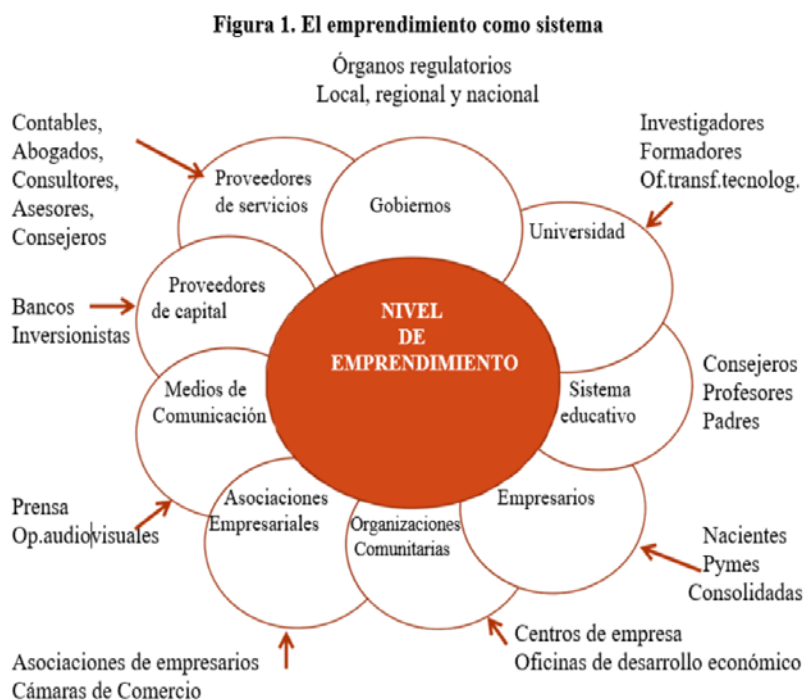 Figura 1. El emprendimiento como sistema
Órganos regulatorios
Local, regional y nacional
Contables,
Abogados,
Consultores,
Asesores,
Consejeros
Investigadores
Formadores
Of.transf.tecnolog.
Proveedores
de servicios
Gobiernos
Universidad
Bancos
Inversionistas
Proveedores
de capital
NIVEL
DE
EMPRENDIMIENTO
Medios de
Comunicación
Sistema
educativo
Consejeros
Profesores
Padres
Prensa
Op.audiovisuales
Asociaciones
Empresariales
Organizaciones
Comunitarias
Empresarios
Nacientes
Pymes
Consolidadas
Asociaciones de empresarios
Cámaras de Comercio
Centros de empresa
Oficinas de desarrollo económico